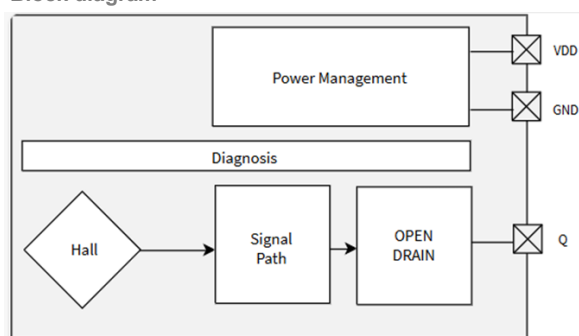 Block diagram
Power Management
VDD
GND
Diagnosis
Hall
Signal
Path
OPEN
DRAIN
Q